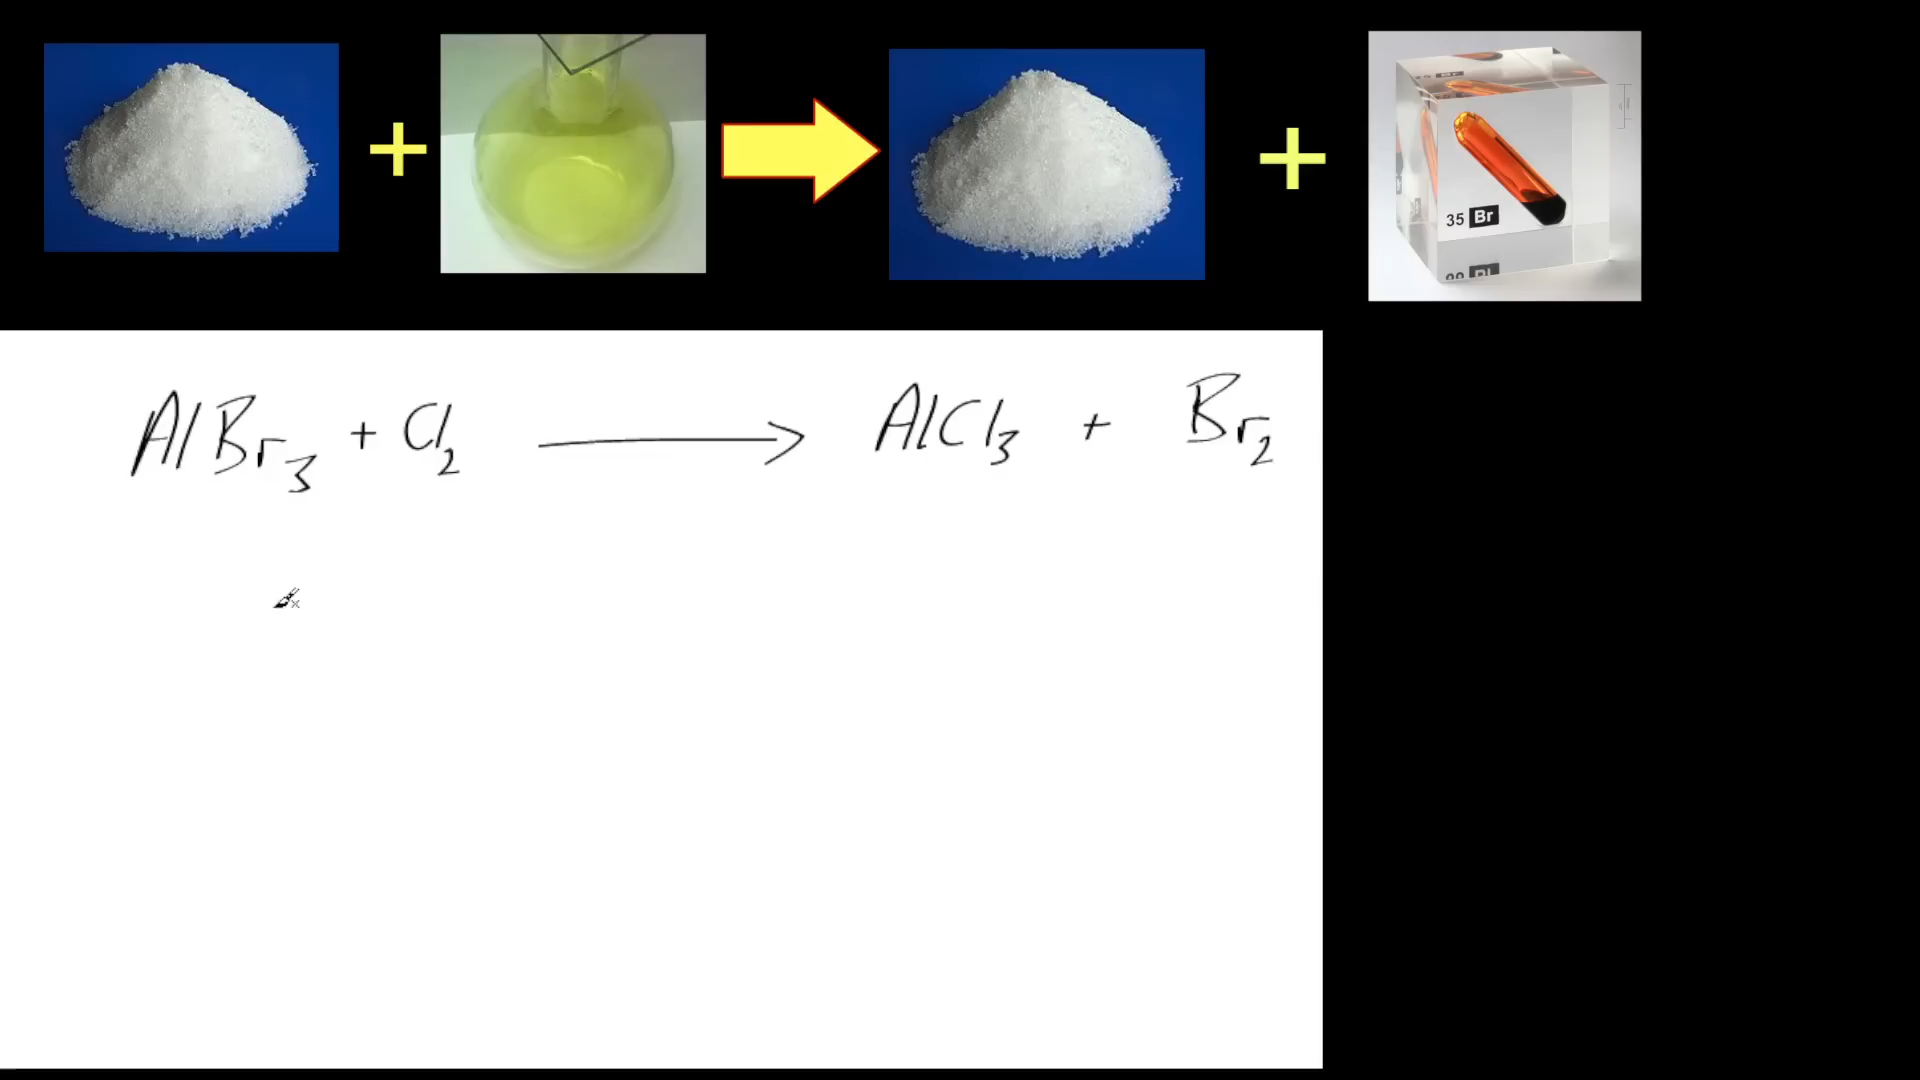 35 Br
AlBr₃ + Cl₂ ⟶ AlCl₃ + Br₂